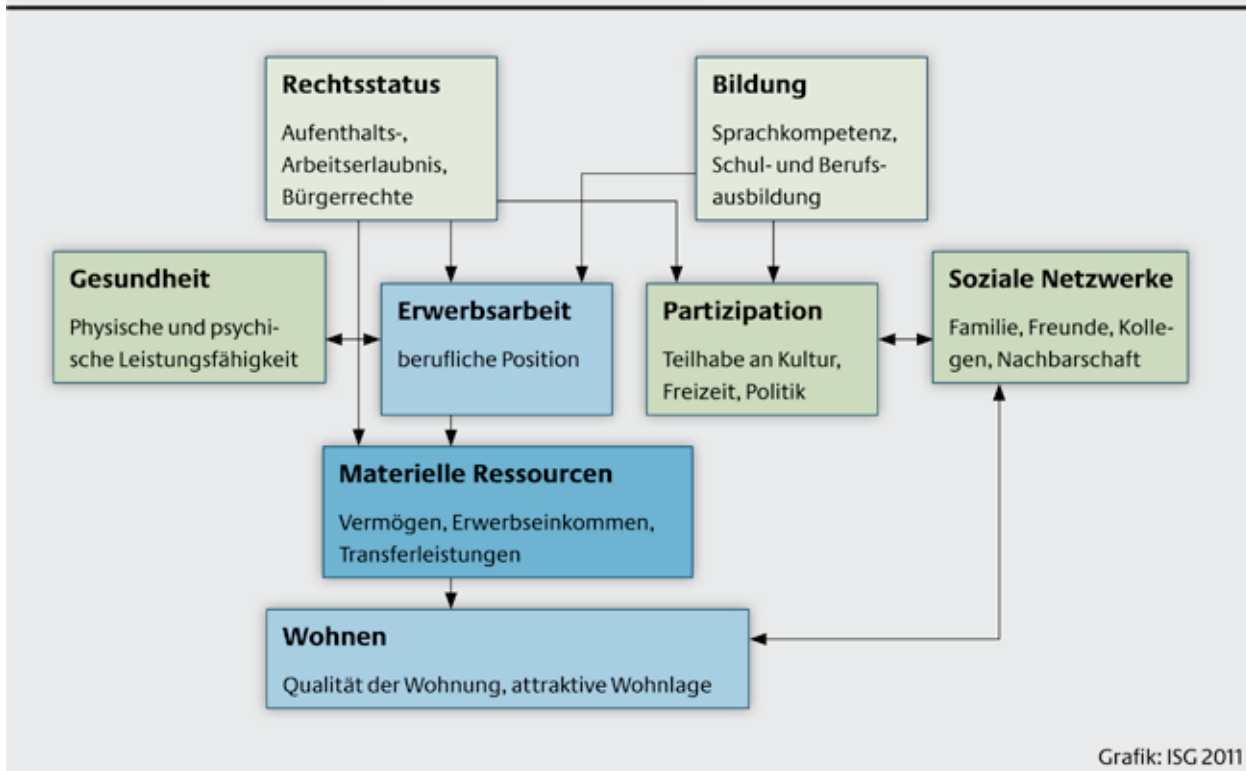 Rechtsstatus
Aufenthalts-,
Arbeitserlaubnis,
Bürgerrechte
Bildung
Sprachkompetenz,
Schul- und Berufs-
ausbildung
Gesundheit
Physische und psychi-
sche Leistungsfähigkeit
Erwerbsarbeit
berufliche Position
Partizipation
Teilhabe an Kultur,
Freizeit, Politik
Soziale Netzwerke
Familie, Freunde, Kolle-
gen, Nachbarschaft
Materielle Ressourcen
Vermögen, Erwerbseinkommen,
Transferleistungen
Wohnen
Qualität der Wohnung, attraktive Wohnlage
Grafik: ISG 2011